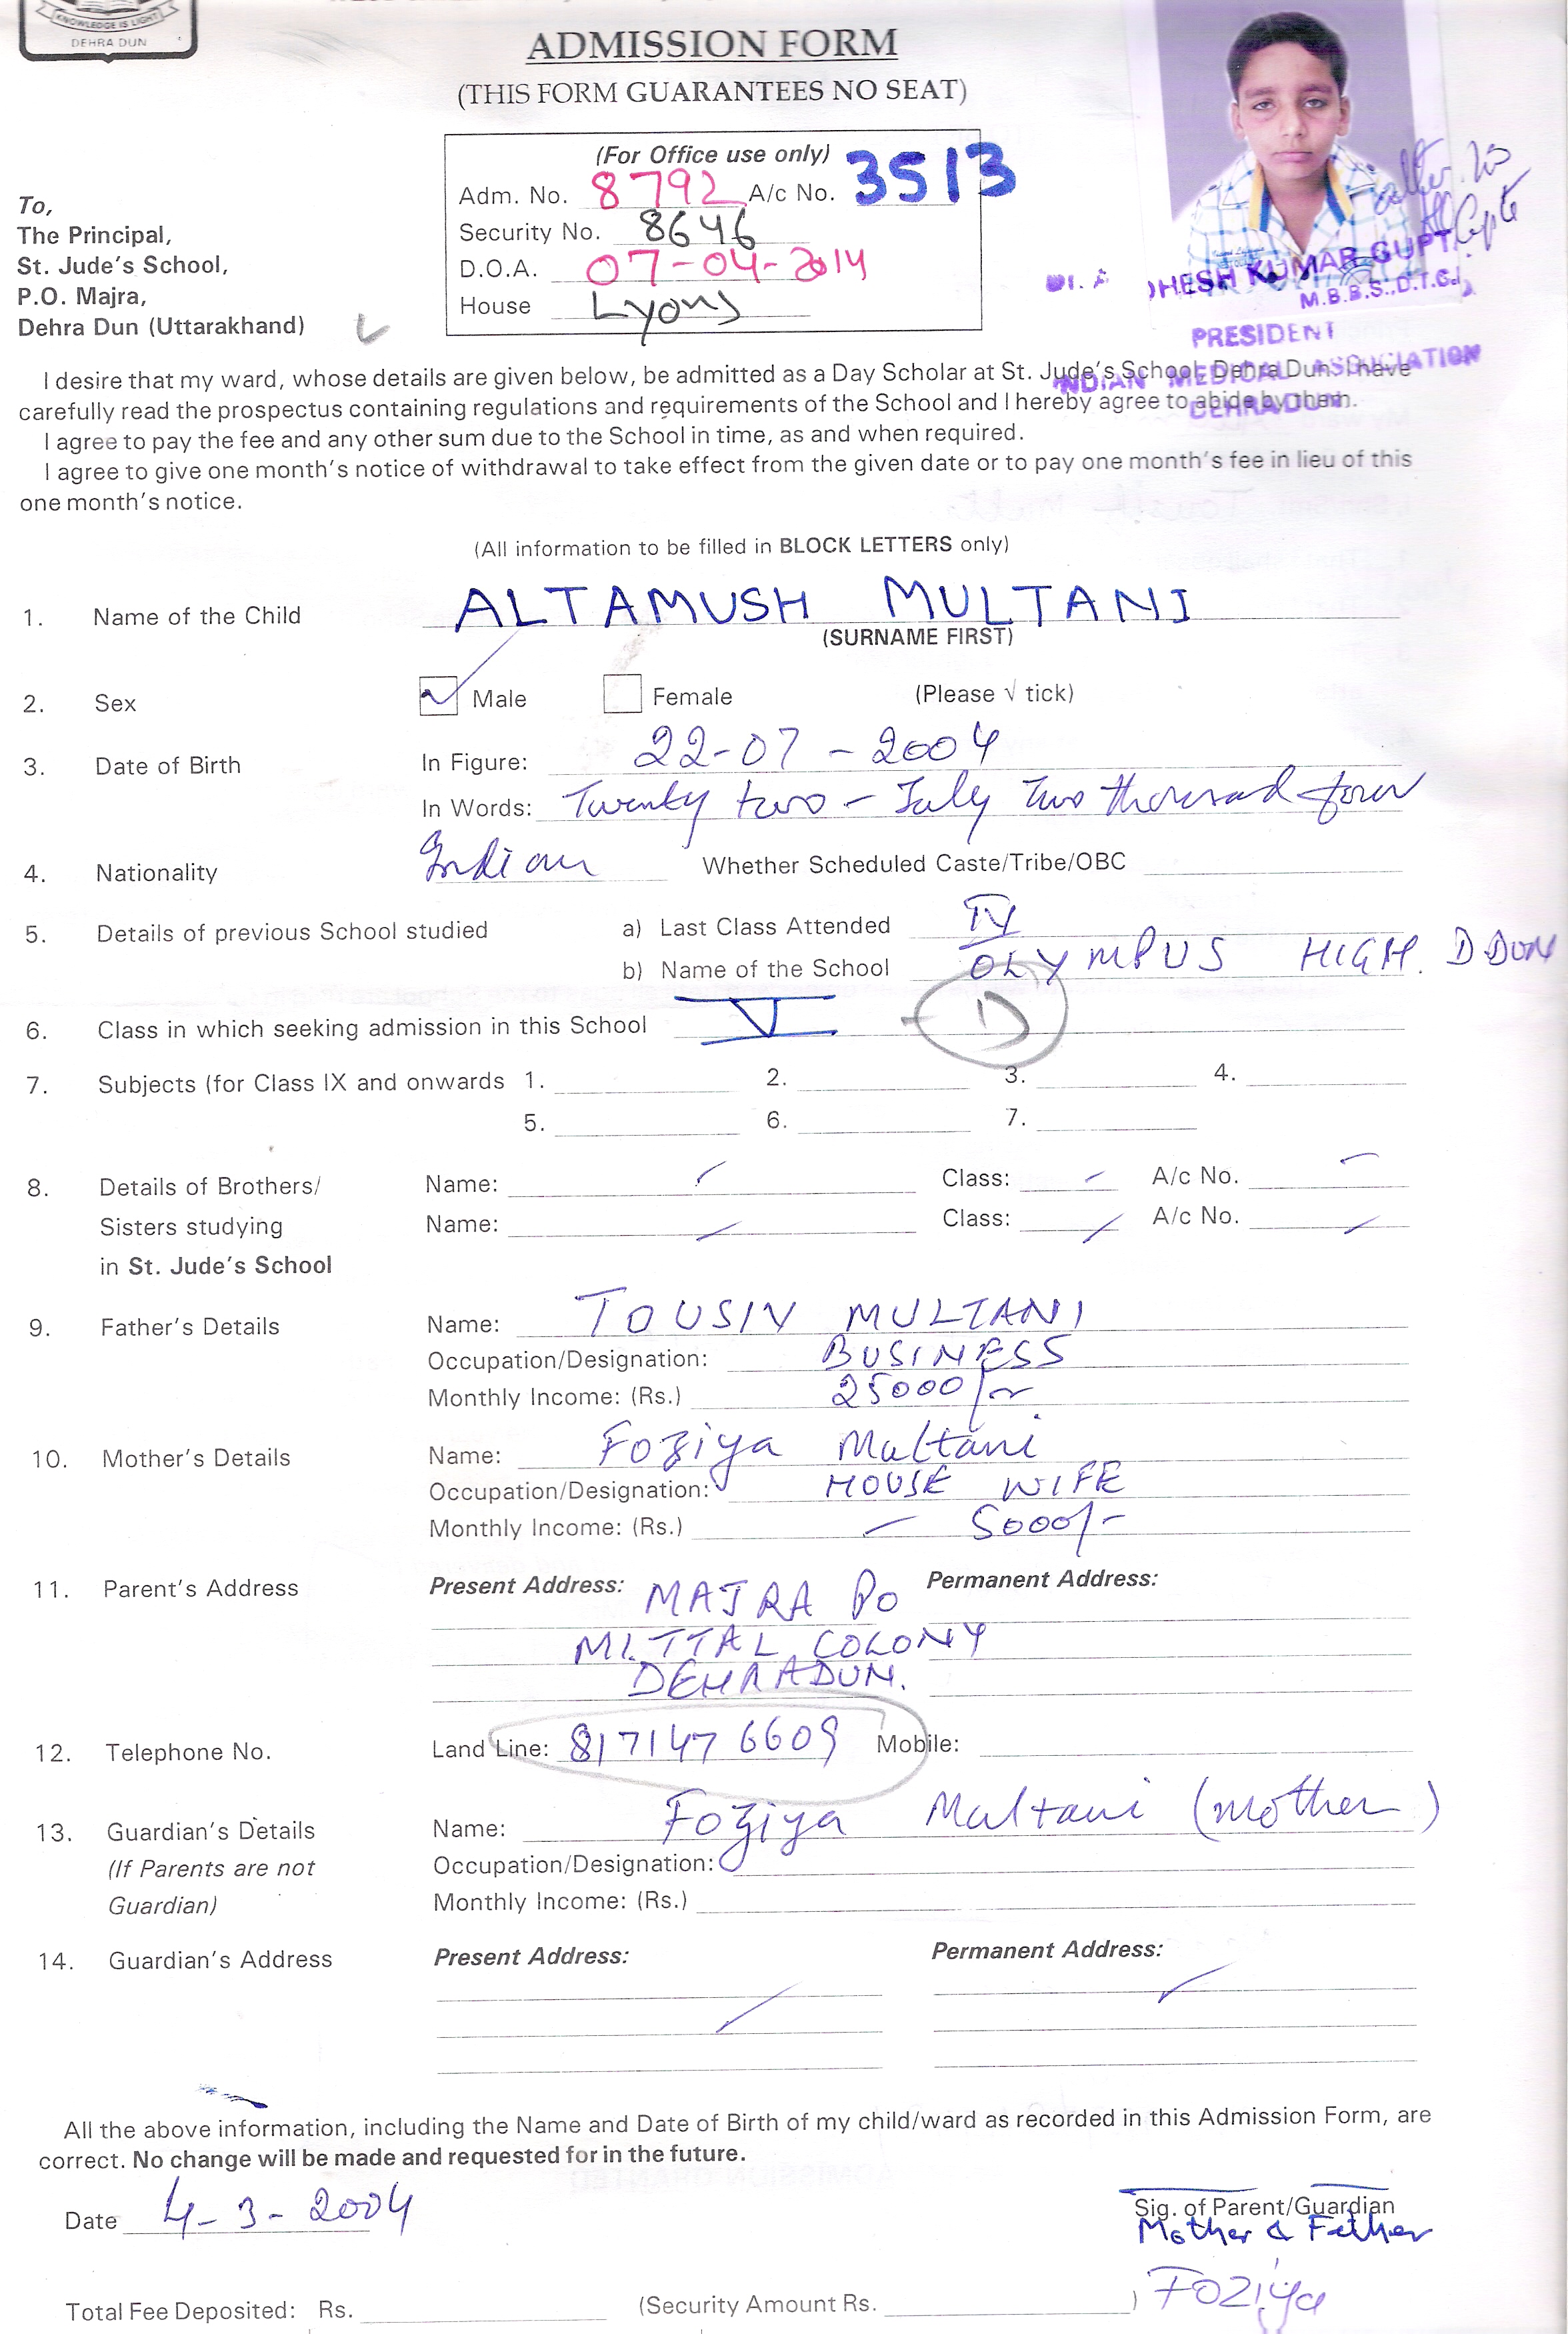 KNOWLEDGE IS LIGHT
DEHRA DUN
ADMISSION FORM
(THIS FORM GUARANTEES NO SEAT)
(For Office use only)
Adm. No. 8792 A/c No. 3513
Security No. 8646
D.O.A. 07-04-2014
House Lyons
To,
The Principal,
St. Jude's School,
P.O. Majra,
Dehra Dun (Uttarakhand)
HESH KUMAR GUPT
M.B.B.S.,D.T.C.
PRESIDENT
INDIAN MEDICAL ASSOCIATION
DEHRADUN
I desire that my ward, whose details are given below, be admitted as a Day Scholar at St. Jude's School, Dehra Dun. I have
carefully read the prospectus containing regulations and requirements of the School and I hereby agree to abide by them.
I agree to pay the fee and any other sum due to the School in time, as and when required.
I agree to give one month's notice of withdrawal to take effect from the given date or to pay one month's fee in lieu of this
one month's notice.
(All information to be filled in BLOCK LETTERS only)
1. Name of the Child ALTAMUSH MULTANI
(SURNAME FIRST)
2. Sex Male Female (Please √ tick)
3. Date of Birth In Figure: 22-07-2004
In Words: Twenty two - July Two thousand four
4. Nationality Indian Whether Scheduled Caste/Tribe/OBC
5. Details of previous School studied a) Last Class Attended IV
b) Name of the School OLYMPUS HIGH. D DUN
6. Class in which seeking admission in this School V - D
7. Subjects (for Class IX and onwards 1. 2. 3. 4.
5. 6. 7.
8. Details of Brothers/ Name: Class: A/c No.
Sisters studying Name: Class: A/c No.
in St. Jude's School
9. Father's Details Name: TOUSIV MULTANI
Occupation/Designation: BUSINESS
Monthly Income: (Rs.) 25000/-
10. Mother's Details Name: Foziya Multani
Occupation/Designation: HOUSE WIFE
Monthly Income: (Rs.) - 5000/-
11. Parent's Address Present Address: MAJRA PO Permanent Address:
MITTAL COLONY
DEHRADUN.
12. Telephone No. Land Line: 8171476609 Mobile:
13. Guardian's Details Name: Foziya Multani (Mother)
(If Parents are not Occupation/Designation:
Guardian) Monthly Income: (Rs.)
14. Guardian's Address Present Address: Permanent Address:
All the above information, including the Name and Date of Birth of my child/ward as recorded in this Admission Form, are
correct. No change will be made and requested for in the future.
Date 4-3-2004 Sig. of Parent/Guardian
Mother & Father
Total Fee Deposited: Rs. (Security Amount Rs. ) Foziya